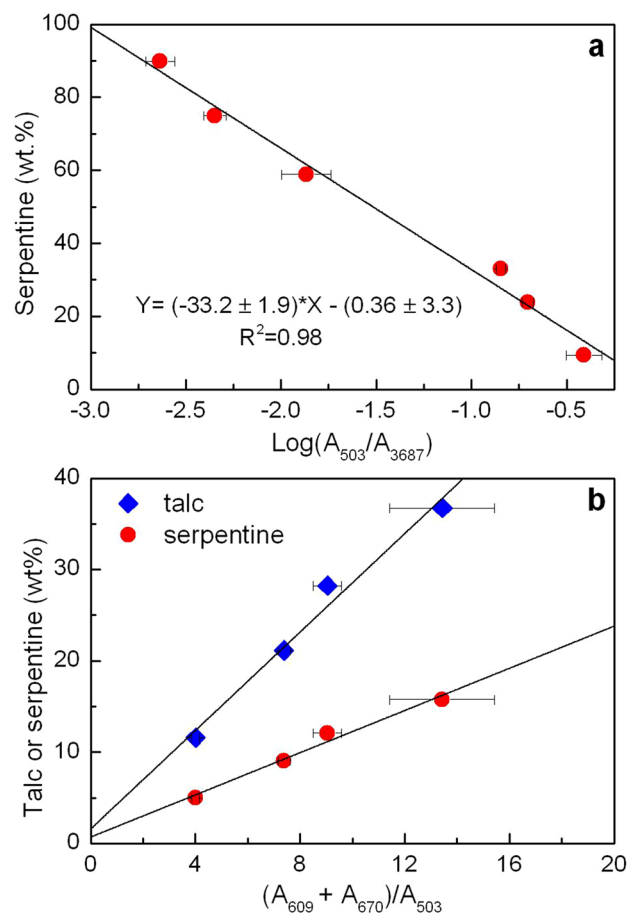 a
100
80
60
40
20
0
Serpentine (wt.%)
Y= (-33.2 ± 1.9)*X - (0.36 ± 3.3)
R²=0.98
-3.0 -2.5 -2.0 -1.5 -1.0 -0.5
Log(A₅₀₃/A₃₆₈₇)
b
talc
serpentine
40
30
20
10
0
Talc or serpentine (wt%)
0 4 8 12 16 20
(A₆₀₉ + A₆₇₀)/A₅₀₃